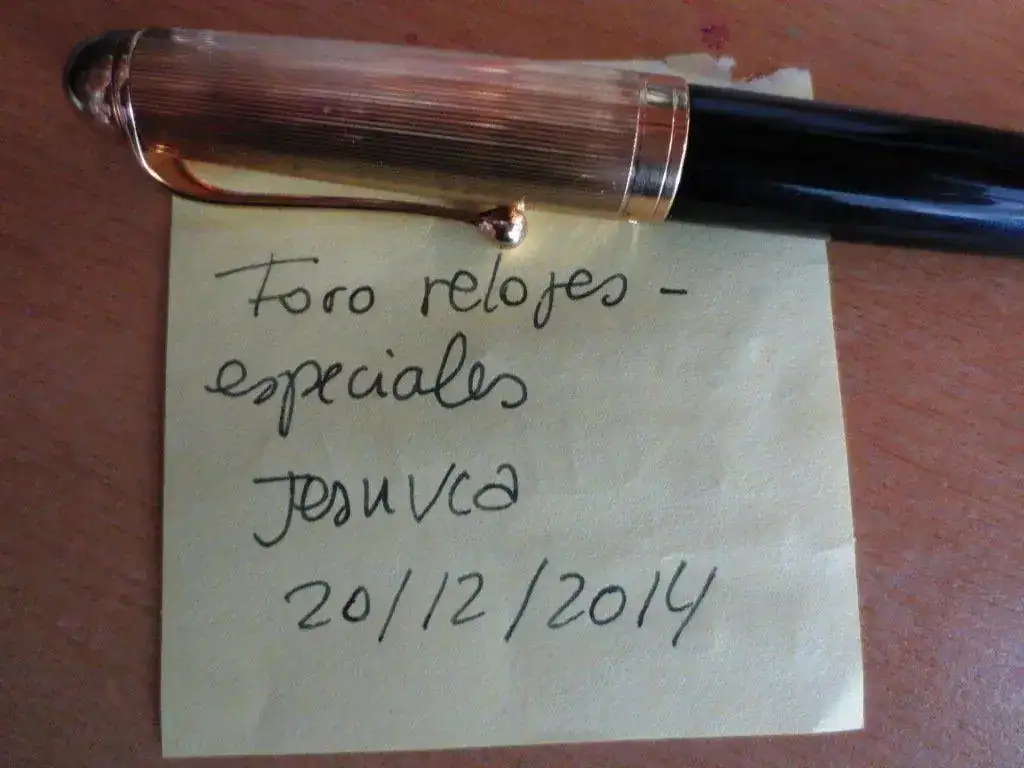 Foro relojes -
especiales
Jesuvca
20/12/2014